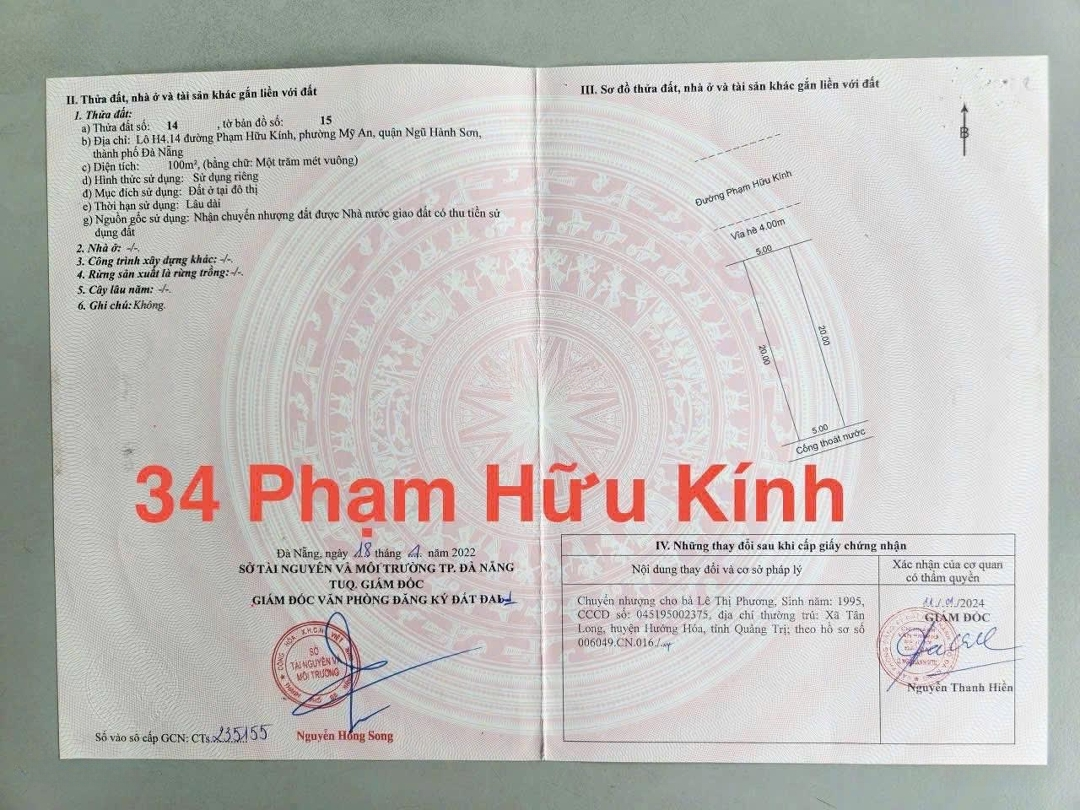 II. Thửa đất, nhà ở và tài sản khác gắn liền với đất
1. Thửa đất:
a) Thửa đất số: 14 , tờ bản đồ số: 15
b) Địa chỉ: Lô H4.14 đường Phạm Hữu Kính, phường Mỹ An, quận Ngũ Hành Sơn,
thành phố Đà Nẵng
c) Diện tích: 100m², (bằng chữ: Một trăm mét vuông)
d) Hình thức sử dụng: Sử dụng riêng
đ) Mục đích sử dụng: Đất ở tại đô thị
e) Thời hạn sử dụng: Lâu dài
g) Nguồn gốc sử dụng: Nhận chuyển nhượng đất được Nhà nước giao đất có thu tiền sử
dụng đất
2. Nhà ở: -/-.
3. Công trình xây dựng khác: -/-.
4. Rừng sản xuất là rừng trồng: -/-.
5. Cây lâu năm: -/-.
6. Ghi chú: Không.
III. Sơ đồ thửa đất, nhà ở và tài sản khác gắn liền với đất
B
Đường Phạm Hữu Kính
Vỉa hè 4.00m
5.00
20.00
20.00
5.00
Cống thoát nước
34 Phạm Hữu Kính
Đà Nẵng, ngày 18 tháng 1 năm 2022
SỞ TÀI NGUYÊN VÀ MÔI TRƯỜNG TP. ĐÀ NẴNG
TUQ. GIÁM ĐỐC
GIÁM ĐỐC VĂN PHÒNG ĐĂNG KÝ ĐẤT ĐAI
SỞ
TÀI NGUYÊN VÀ
MÔI TRƯỜNG
Nguyễn Hồng Song
Số vào sổ cấp GCN: CTs 235155
IV. Những thay đổi sau khi cấp giấy chứng nhận
Nội dung thay đổi và cơ sở pháp lý
Xác nhận của cơ quan
có thẩm quyền
Chuyển nhượng cho bà Lê Thị Phương, Sinh năm: 1995,
CCCD số: 045195002375, địa chỉ thường trú: Xã Tân
Long, huyện Hướng Hóa, tỉnh Quảng Trị; theo hồ sơ số
006049.CN.016
/2024
GIÁM ĐỐC
Nguyễn Thanh Hiền